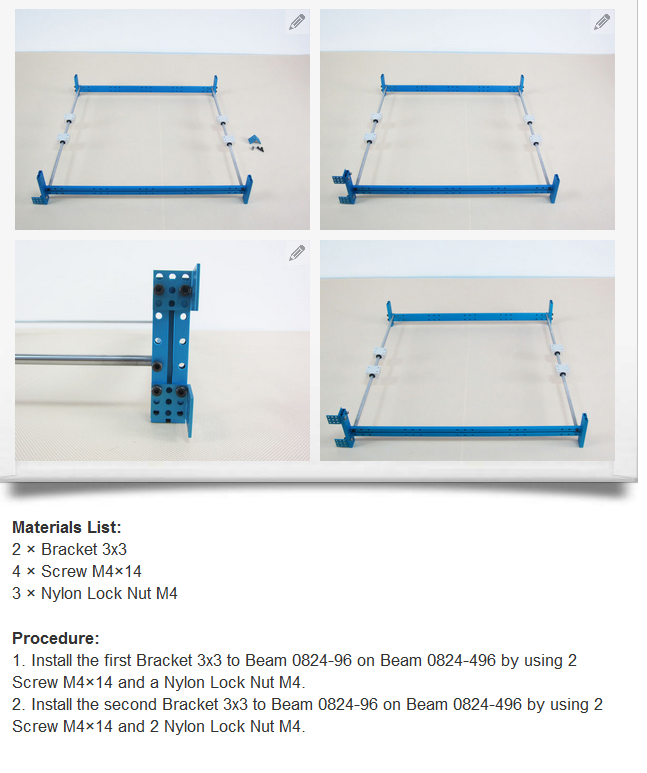 Materials List:
2 × Bracket 3x3
4 × Screw M4×14
3 × Nylon Lock Nut M4
Procedure:
1. Install the first Bracket 3x3 to Beam 0824-96 on Beam 0824-496 by using 2
Screw M4×14 and a Nylon Lock Nut M4.
2. Install the second Bracket 3x3 to Beam 0824-96 on Beam 0824-496 by using 2
Screw M4×14 and 2 Nylon Lock Nut M4.